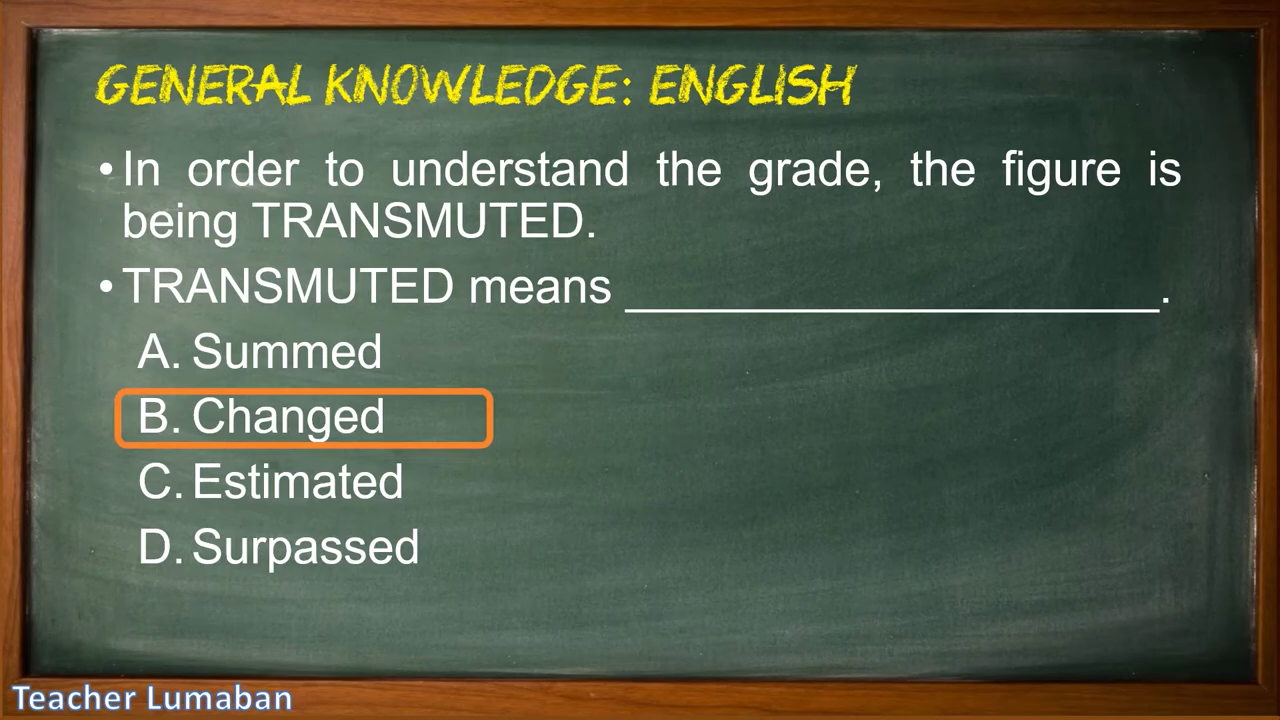 GENERAL KNOWLEDGE: ENGLISH
•In order to understand the grade, the figure is
being TRANSMUTED.
•TRANSMUTED means ____________________.
A. Summed
B. Changed
C. Estimated
D. Surpassed
Teacher Lumaban